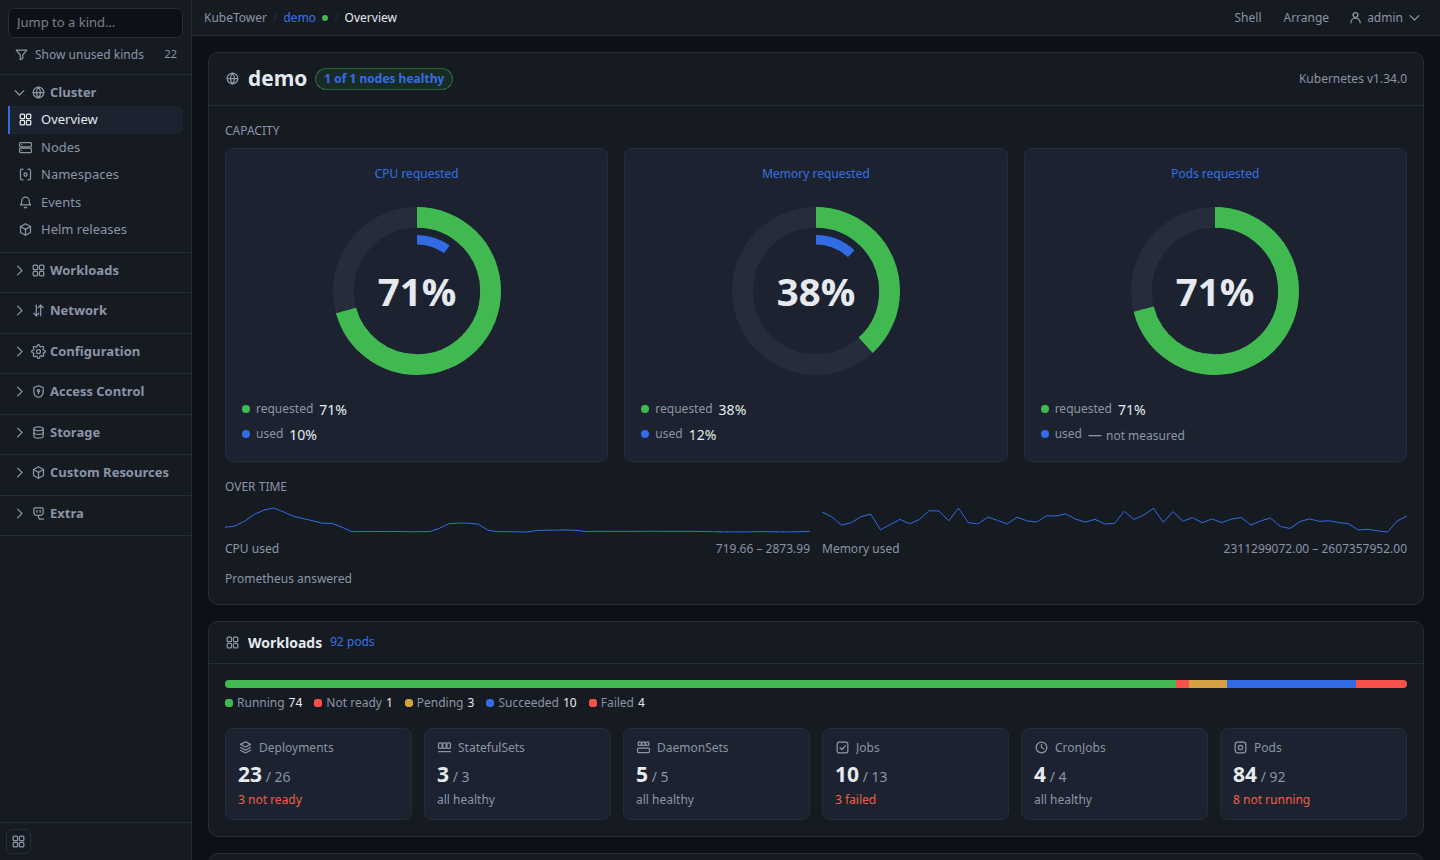 Jump to a kind...
Show unused kinds 22
Cluster
Overview
Nodes
Namespaces
Events
Helm releases
Workloads
Network
Configuration
Access Control
Storage
Custom Resources
Extra
KubeTower / demo / Overview
Shell Arrange admin
demo 1 of 1 nodes healthy Kubernetes v1.34.0
CAPACITY
CPU requested
71%
requested 71%
used 10%
Memory requested
38%
requested 38%
used 12%
Pods requested
71%
requested 71%
used — not measured
OVER TIME
CPU used 719.66 – 2873.99
Memory used 2311299072.00 – 2607357952.00
Prometheus answered
Workloads 92 pods
Running 74 Not ready 1 Pending 3 Succeeded 10 Failed 4
Deployments
23 / 26
3 not ready
StatefulSets
3 / 3
all healthy
DaemonSets
5 / 5
all healthy
Jobs
10 / 13
3 failed
CronJobs
4 / 4
all healthy
Pods
84 / 92
8 not running